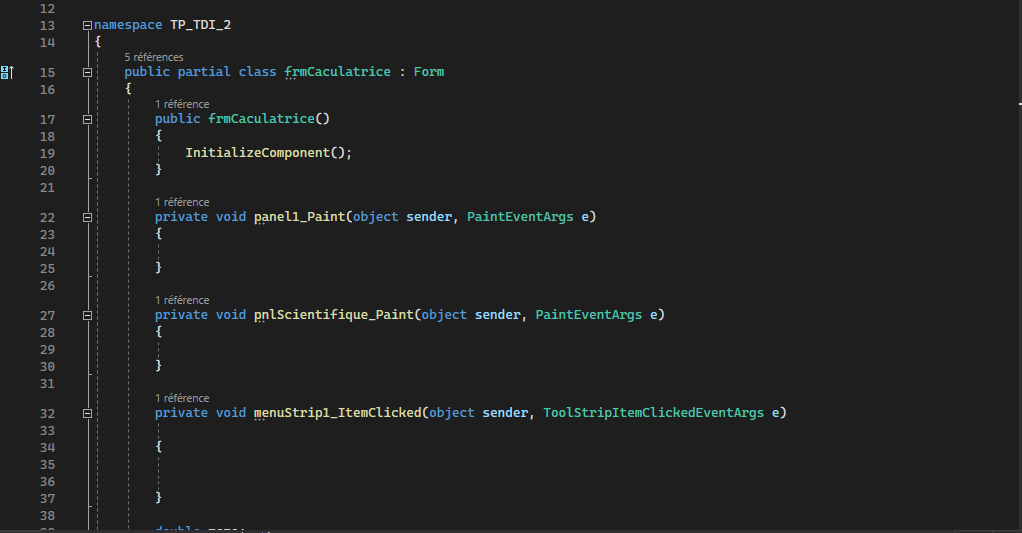 12
13 namespace TP_TDI_2
14 {
5 références
15 public partial class frmCaculatrice : Form
16 {
1 référence
17 public frmCaculatrice()
18 {
19 InitializeComponent();
20 }
21
1 référence
22 private void panel1_Paint(object sender, PaintEventArgs e)
23 {
24
25 }
26
1 référence
27 private void pnlScientifique_Paint(object sender, PaintEventArgs e)
28 {
29
30 }
31
1 référence
32 private void menuStrip1_ItemClicked(object sender, ToolStripItemClickedEventArgs e)
33
34 {
35
36
37 }
38